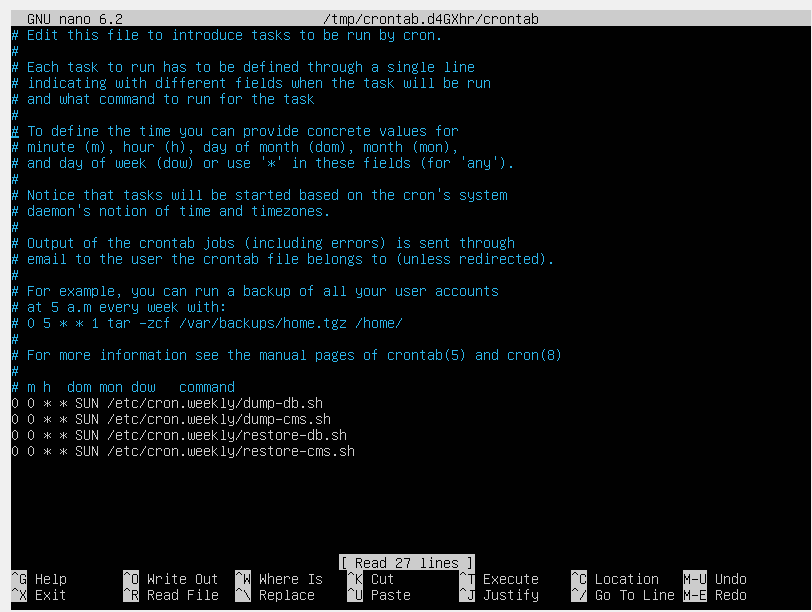 GNU nano 6.2 /tmp/crontab.d4GXhr/crontab
# Edit this file to introduce tasks to be run by cron.
#
# Each task to run has to be defined through a single line
# indicating with different fields when the task will be run
# and what command to run for the task
#
# To define the time you can provide concrete values for
# minute (m), hour (h), day of month (dom), month (mon),
# and day of week (dow) or use '*' in these fields (for 'any').
#
# Notice that tasks will be started based on the cron's system
# daemon's notion of time and timezones.
#
# Output of the crontab jobs (including errors) is sent through
# email to the user the crontab file belongs to (unless redirected).
#
# For example, you can run a backup of all your user accounts
# at 5 a.m every week with:
# 0 5 * * 1 tar -zcf /var/backups/home.tgz /home/
#
# For more information see the manual pages of crontab(5) and cron(8)
#
# m h  dom mon dow   command
0 0 * * SUN /etc/cron.weekly/dump-db.sh
0 0 * * SUN /etc/cron.weekly/dump-cms.sh
0 0 * * SUN /etc/cron.weekly/restore-db.sh
0 0 * * SUN /etc/cron.weekly/restore-cms.sh
[ Read 27 lines ]
^G Help ^O Write Out ^W Where Is ^K Cut ^T Execute ^C Location M-U Undo
^X Exit ^R Read File ^\ Replace ^U Paste ^J Justify ^/ Go To Line M-E Redo